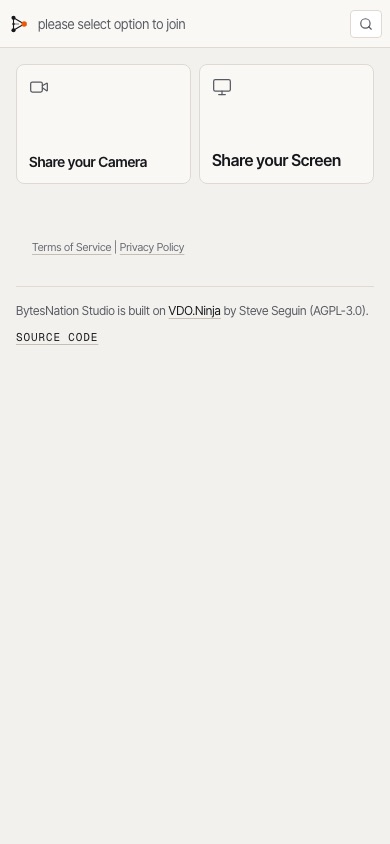 please select option to join
Share your Camera
Share your Screen
Terms of Service | Privacy Policy
BytesNation Studio is built on VDO.Ninja by Steve Seguin (AGPL-3.0).
SOURCE CODE